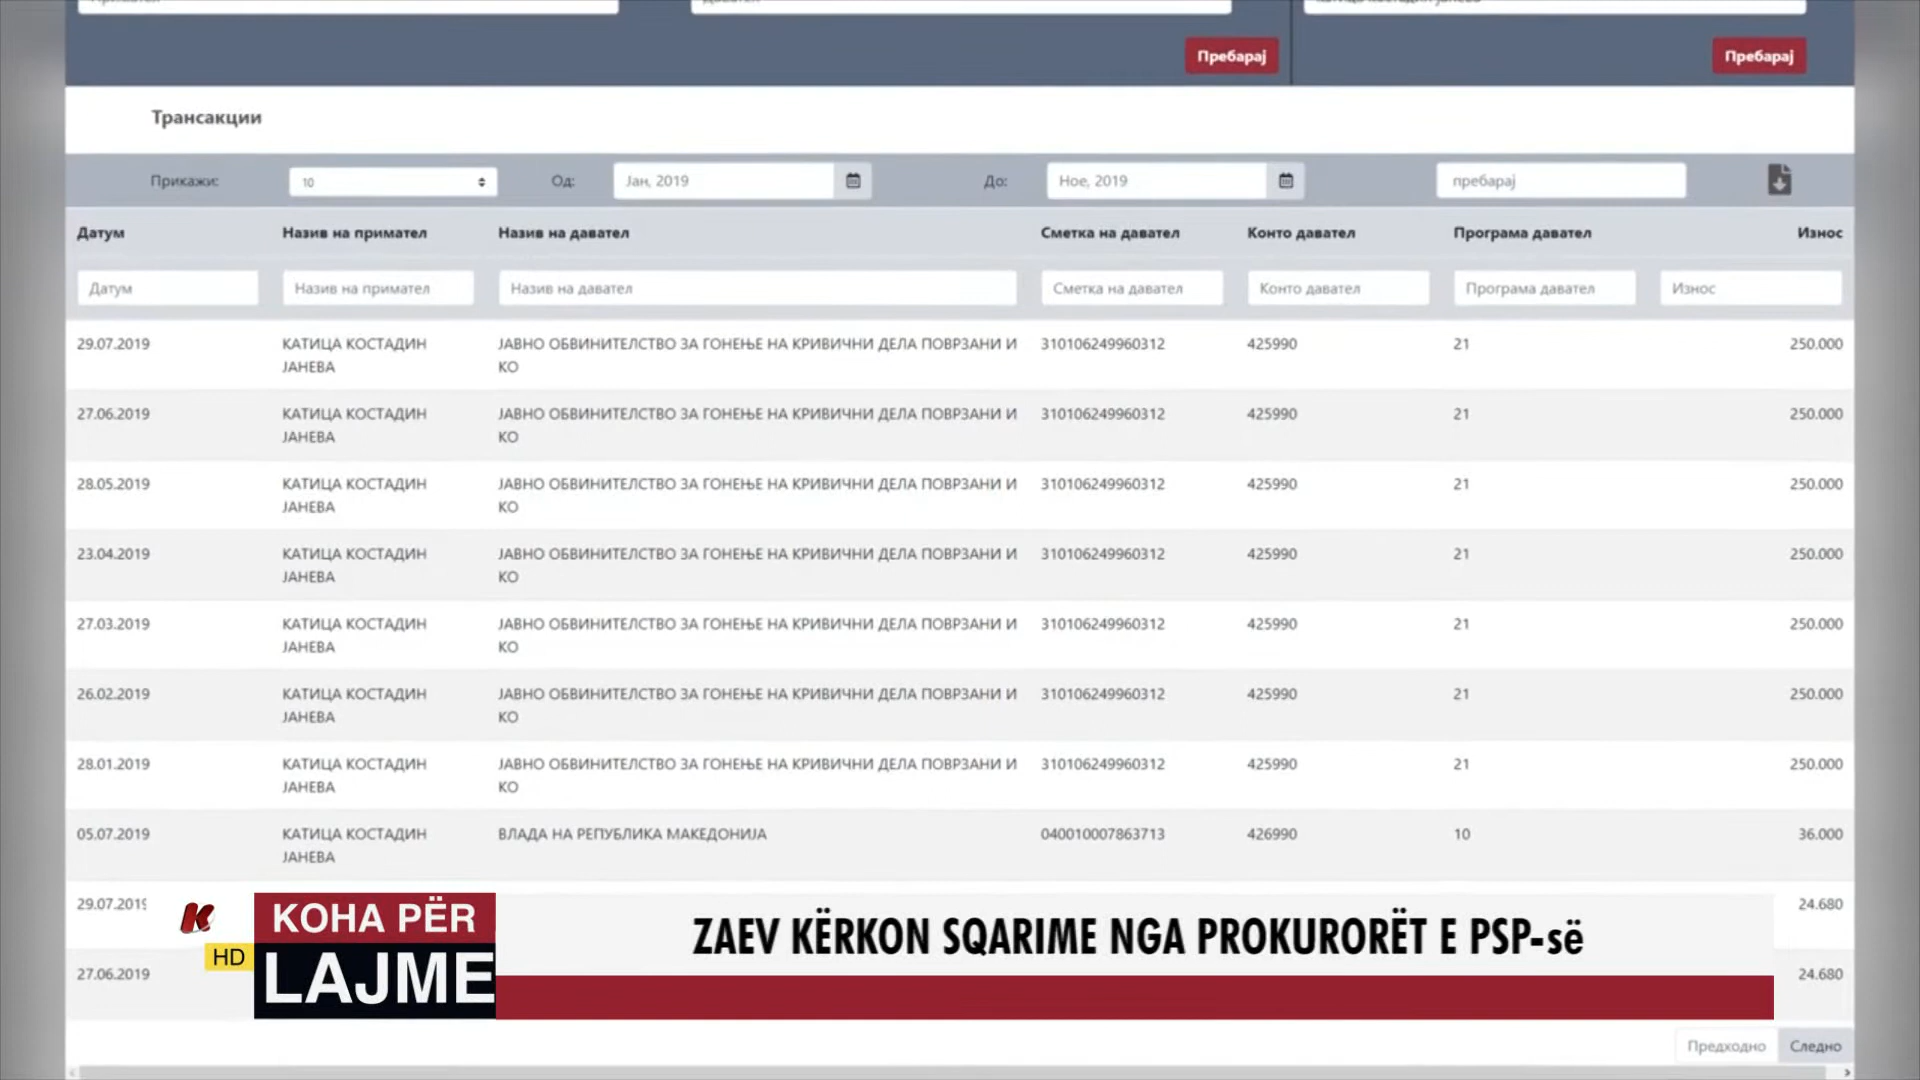 Пребарај Пребарај
Трансакции
Прикажи: 10 Од: Јан, 2019 До: Ное, 2019 пребарај
Датум Назив на примател Назив на давател Сметка на давател Конто давател Програма давател Износ
Датум Назив на примател Назив на давател Сметка на давател Конто давател Програма давател Износ
29.07.2019 КАТИЦА КОСТАДИН ЈАВНО ОБВИНИТЕЛСТВО ЗА ГОНЕЊЕ НА КРИВИЧНИ ДЕЛА ПОВРЗАНИ И 310106249960312 425990 21 250.000
ЈАНЕВА КО
27.06.2019 КАТИЦА КОСТАДИН ЈАВНО ОБВИНИТЕЛСТВО ЗА ГОНЕЊЕ НА КРИВИЧНИ ДЕЛА ПОВРЗАНИ И 310106249960312 425990 21 250.000
ЈАНЕВА КО
28.05.2019 КАТИЦА КОСТАДИН ЈАВНО ОБВИНИТЕЛСТВО ЗА ГОНЕЊЕ НА КРИВИЧНИ ДЕЛА ПОВРЗАНИ И 310106249960312 425990 21 250.000
ЈАНЕВА КО
23.04.2019 КАТИЦА КОСТАДИН ЈАВНО ОБВИНИТЕЛСТВО ЗА ГОНЕЊЕ НА КРИВИЧНИ ДЕЛА ПОВРЗАНИ И 310106249960312 425990 21 250.000
ЈАНЕВА КО
27.03.2019 КАТИЦА КОСТАДИН ЈАВНО ОБВИНИТЕЛСТВО ЗА ГОНЕЊЕ НА КРИВИЧНИ ДЕЛА ПОВРЗАНИ И 310106249960312 425990 21 250.000
ЈАНЕВА КО
26.02.2019 КАТИЦА КОСТАДИН ЈАВНО ОБВИНИТЕЛСТВО ЗА ГОНЕЊЕ НА КРИВИЧНИ ДЕЛА ПОВРЗАНИ И 310106249960312 425990 21 250.000
ЈАНЕВА КО
28.01.2019 КАТИЦА КОСТАДИН ЈАВНО ОБВИНИТЕЛСТВО ЗА ГОНЕЊЕ НА КРИВИЧНИ ДЕЛА ПОВРЗАНИ И 310106249960312 425990 21 250.000
ЈАНЕВА КО
05.07.2019 КАТИЦА КОСТАДИН ВЛАДА НА РЕПУБЛИКА МАКЕДОНИЈА 040010007863713 426990 10 36.000
ЈАНЕВА
29.07.2019 24.680
K HD
KOHA PËR
LAJME
ZAEV KËRKON SQARIME NGA PROKURORËT E PSP-së
27.06.2019 24.680
Предходно Следно